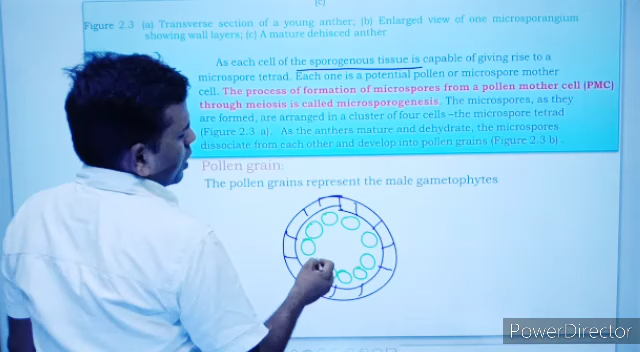 (c)
Figure 2.3 (a) Transverse section of a young anther; (b) Enlarged view of one microsporangium
showing wall layers; (c) A mature dehisced anther
As each cell of the sporogenous tissue is capable of giving rise to a
microspore tetrad. Each one is a potential pollen or microspore mother
cell. The process of formation of microspores from a pollen mother cell (PMC)
through meiosis is called microsporogenesis. The microspores, as they
are formed, are arranged in a cluster of four cells –the microspore tetrad
(Figure 2.3 a). As the anthers mature and dehydrate, the microspores
dissociate from each other and develop into pollen grains (Figure 2.3 b) .
Pollen grain:
The pollen grains represent the male gametophytes
PowerDirector